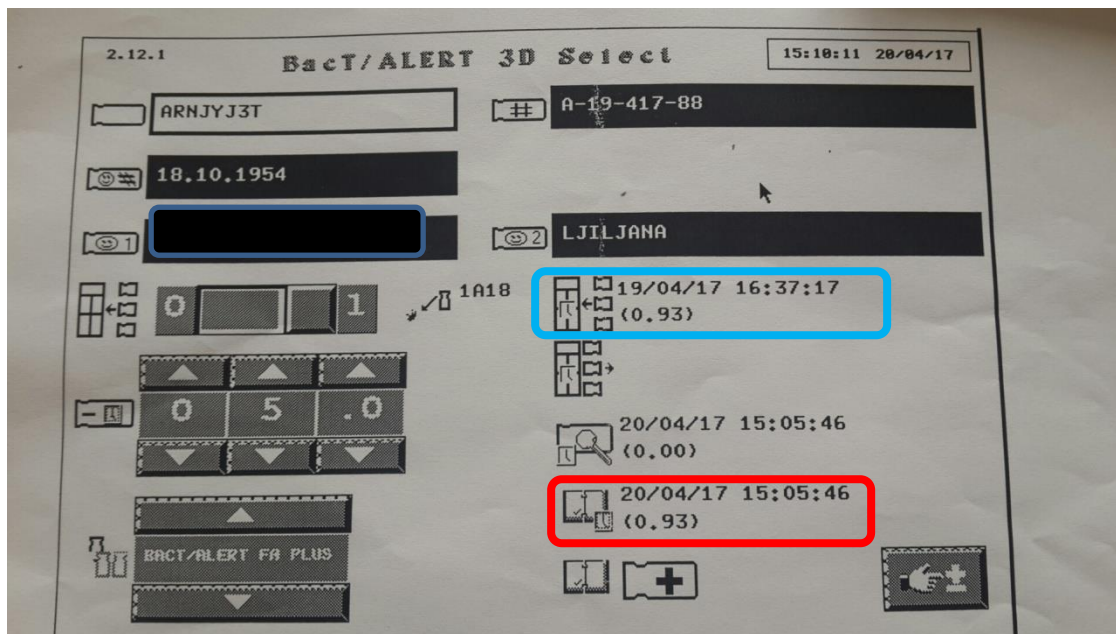 2.12.1
BacT/ALERT 3D Select
15:10:11 20/04/17
ARNJYJ3T
# A-19-417-88
18.10.1954
1
2 LJILJANA
0 1
1A18
19/04/17 16:37:17
(0.93)
0 5 .0
20/04/17 15:05:46
(0.00)
20/04/17 15:05:46
(0.93)
BACT/ALERT FA PLUS